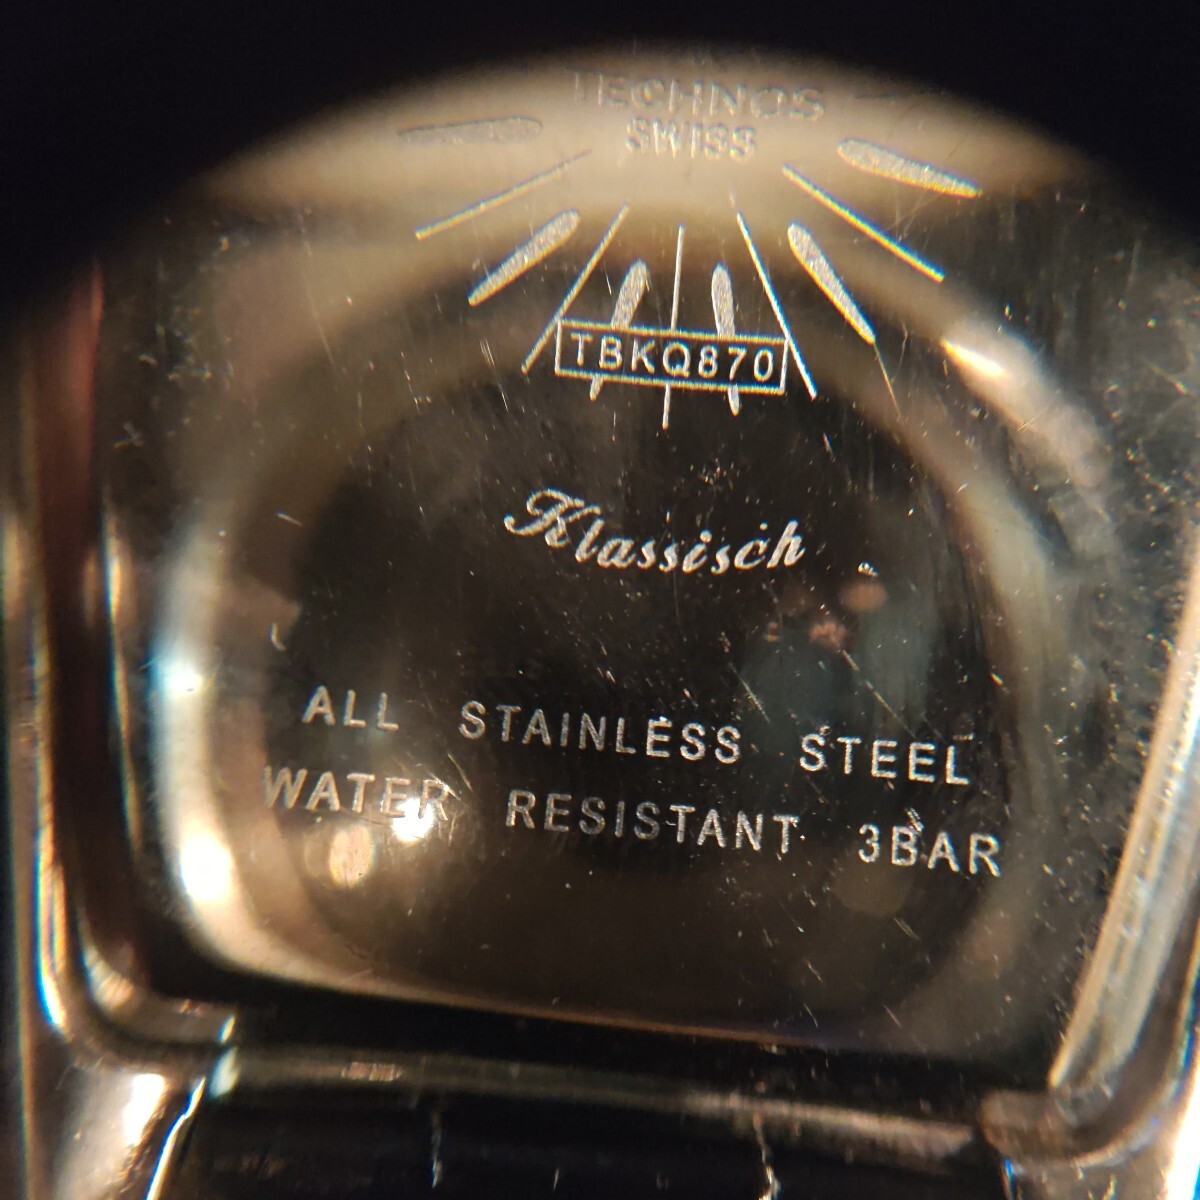 TECHNOS
SWISS
TBKQ870
Klassisch
ALL STAINLESS STEEL
WATER RESISTANT 3BAR